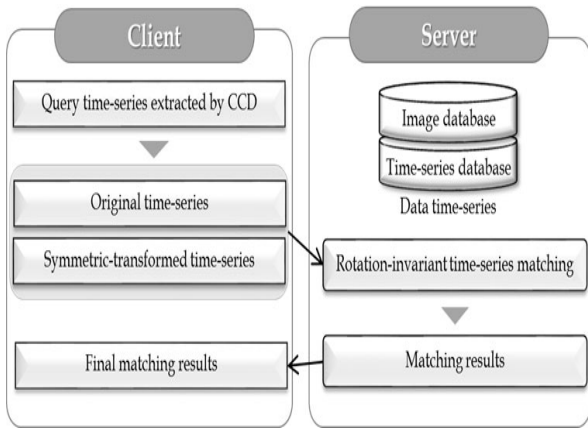 Client
Query time-series extracted by CCD
Original time-series
Symmetric-transformed time-series
Final matching results
Server
Image database
Time-series database
Data time-series
Rotation-invariant time-series matching
Matching results